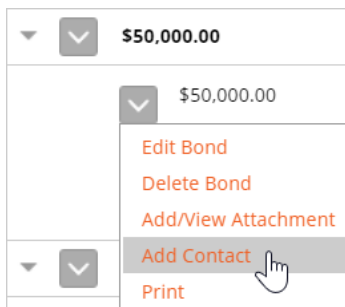 $50,000.00
$50,000.00
Edit Bond
Delete Bond
Add/View Attachment
Add Contact
Print